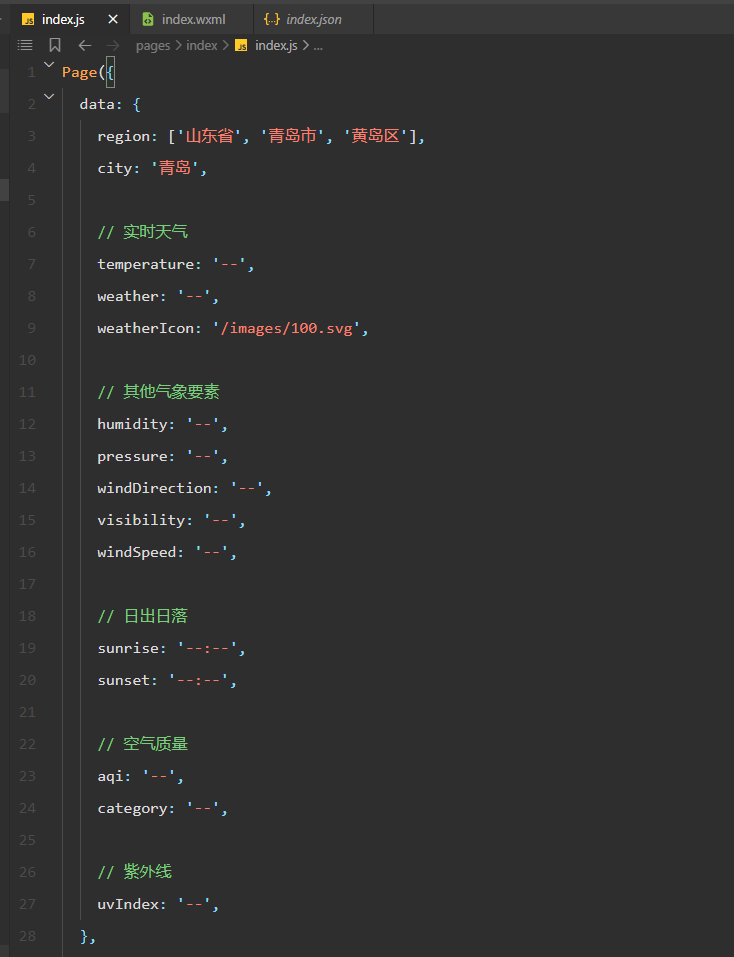 index.js
index.wxml
index.json
pages > index > index.js > ...
1 Page({
2 data: {
3 region: ['山东省', '青岛市', '黄岛区'],
4 city: '青岛',
5
6 // 实时天气
7 temperature: '--',
8 weather: '--',
9 weatherIcon: '/images/100.svg',
10
11 // 其他气象要素
12 humidity: '--',
13 pressure: '--',
14 windDirection: '--',
15 visibility: '--',
16 windSpeed: '--',
17
18 // 日出日落
19 sunrise: '--:--',
20 sunset: '--:--',
21
22 // 空气质量
23 aqi: '--',
24 category: '--',
25
26 // 紫外线
27 uvIndex: '--',
28 },